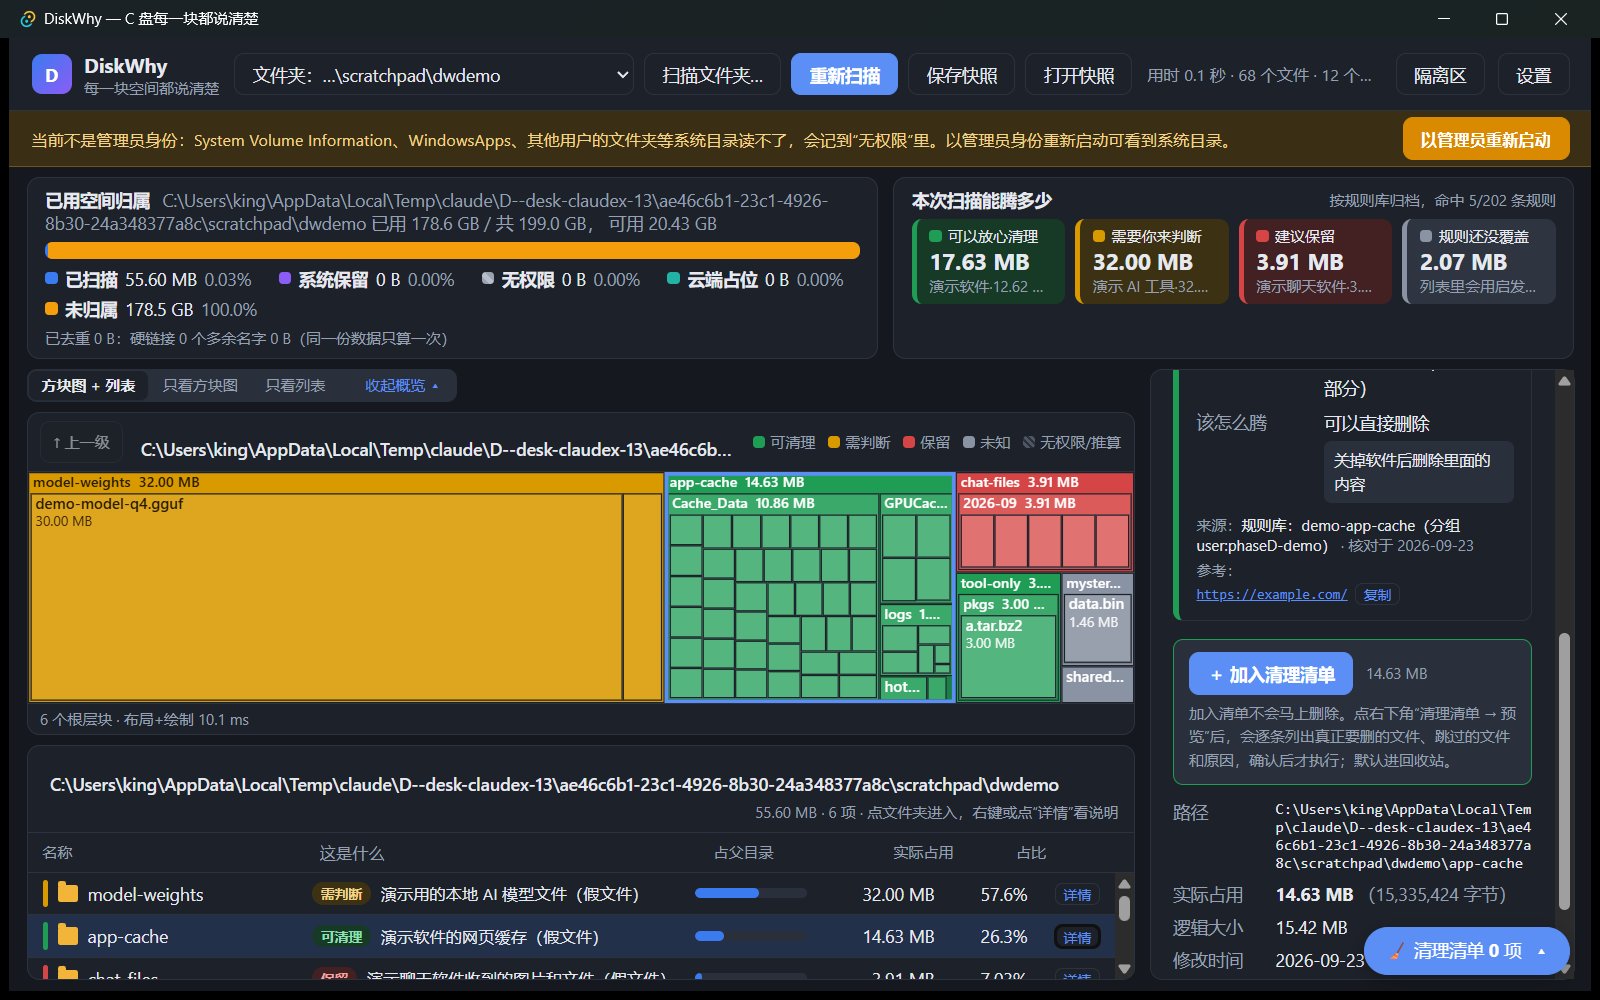 DiskWhy — C 盘每一块都说清楚
D
DiskWhy
每一块空间都说清楚
文件夹：...\scratchpad\dwdemo
扫描文件夹...
重新扫描
保存快照
打开快照
用时 0.1 秒 · 68 个文件 · 12 个...
隔离区
设置
当前不是管理员身份：System Volume Information、WindowsApps、其他用户的文件夹等系统目录读不了，会记到“无权限”里。以管理员身份重新启动可看到系统目录。
以管理员重新启动
已用空间归属 C:\Users\king\AppData\Local\Temp\claude\D--desk-claudex-13\ae46c6b1-23c1-4926-
8b30-24a348377a8c\scratchpad\dwdemo 已用 178.6 GB / 共 199.0 GB， 可用 20.43 GB
已扫描 55.60 MB 0.03% 系统保留 0 B 0.00% 无权限 0 B 0.00% 云端占位 0 B 0.00%
未归属 178.5 GB 100.0%
已去重 0 B：硬链接 0 个多余名字 0 B（同一份数据只算一次）
本次扫描能腾多少
按规则库归档，命中 5/202 条规则
可以放心清理
17.63 MB
演示软件·12.62 ...
需要你来判断
32.00 MB
演示 AI 工具·32....
建议保留
3.91 MB
演示聊天软件·3....
规则还没覆盖
2.07 MB
列表里会用启发...
方块图 + 列表
只看方块图
只看列表
收起概览 ▲
↑ 上一级
C:\Users\king\AppData\Local\Temp\claude\D--desk-claudex-13\ae46c6b...
可清理 需判断 保留 未知 无权限/推算
model-weights 32.00 MB
demo-model-q4.gguf
30.00 MB
app-cache 14.63 MB
Cache_Data 10.86 MB
GPUCac...
logs 1....
hot...
chat-files 3.91 MB
2026-09 3.91 MB
tool-only 3....
pkgs 3.00 ...
a.tar.bz2
3.00 MB
myster...
data.bin
1.46 MB
shared...
6 个根层块 · 布局+绘制 10.1 ms
C:\Users\king\AppData\Local\Temp\claude\D--desk-claudex-13\ae46c6b1-23c1-4926-8b30-24a348377a8c\scratchpad\dwdemo
55.60 MB · 6 项 · 点文件夹进入，右键或点“详情”看说明
名称 这是什么 占父目录 实际占用 占比
model-weights 需判断 演示用的本地 AI 模型文件（假文件） 32.00 MB 57.6% 详情
app-cache 可清理 演示软件的网页缓存（假文件） 14.63 MB 26.3% 详情
chat-files 保留 演示聊天软件收到的图片和文件（假文件） 3.91 MB 7.03% 详情
部分）
该怎么腾 可以直接删除
关掉软件后删除里面的
内容
来源：规则库：demo-app-cache（分组
user:phaseD-demo） · 核对于 2026-09-23
参考：
https://example.com/ 复制
+ 加入清理清单 14.63 MB
加入清单不会马上删除。点右下角“清理清单 → 预
览”后，会逐条列出真正要删的文件、跳过的文件
和原因，确认后才执行；默认进回收站。
路径 C:\Users\king\AppData\Local\Tem
p\claude\D--desk-claudex-13\ae4
6c6b1-23c1-4926-8b30-24a348377a
8c\scratchpad\dwdemo\app-cache
实际占用 14.63 MB （15,335,424 字节）
逻辑大小 15.42 MB
修改时间 2026-09-23
清理清单 0 项 ▲